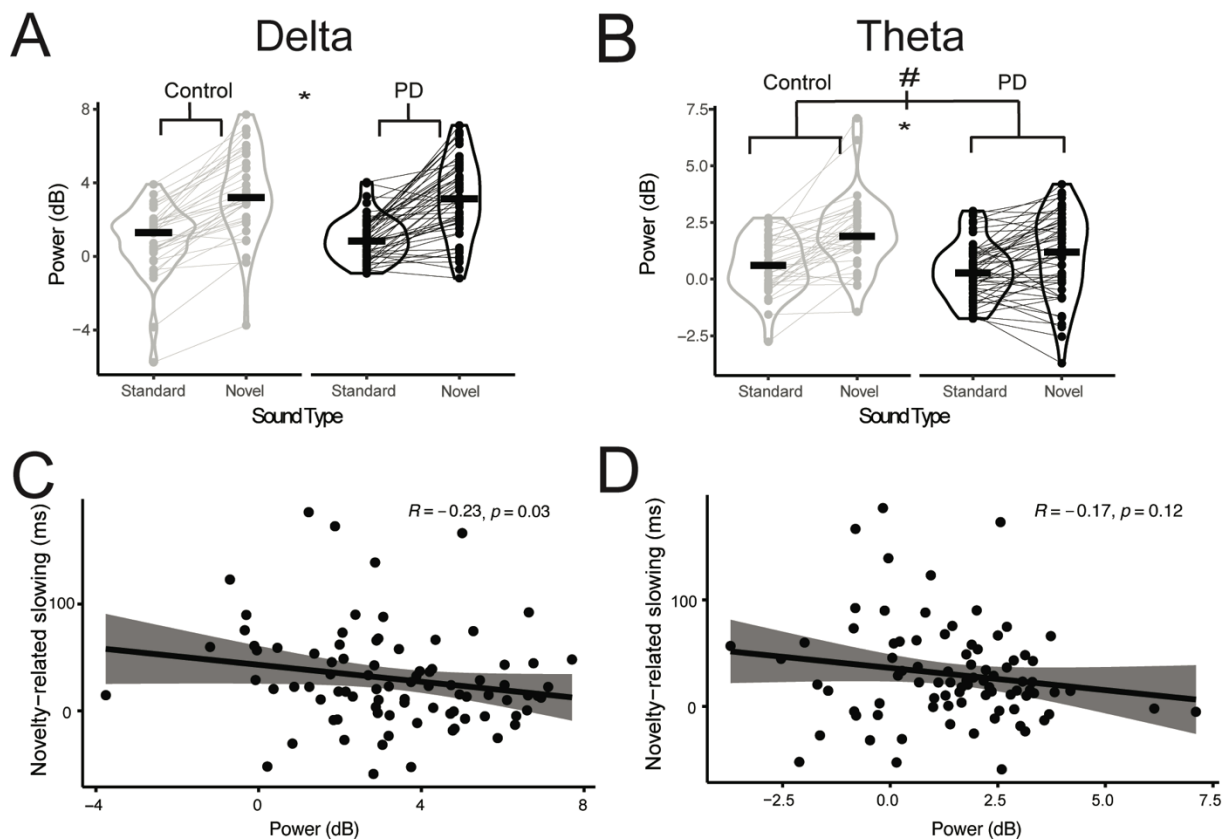 A Delta
Control * PD
8
4
0
−4
Power (dB)
Standard Novel Standard Novel
Sound Type
B Theta
Control # PD
*
7.5
5.0
2.5
0.0
−2.5
Power (dB)
Standard Novel Standard Novel
Sound Type
C
R = −0.23, p = 0.03
Novelty−related slowing (ms)
100
0
−4 0 4 8
Power (dB)
D
R = −0.17, p = 0.12
Novelty−related slowing (ms)
100
0
−2.5 0.0 2.5 5.0 7.5
Power (dB)